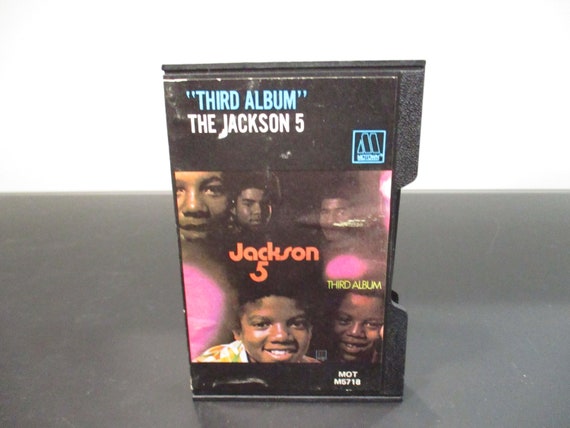 "THIRD ALBUM"
THE JACKSON 5
MOTOWN
Jackson
5
THIRD ALBUM
MOT
M5718